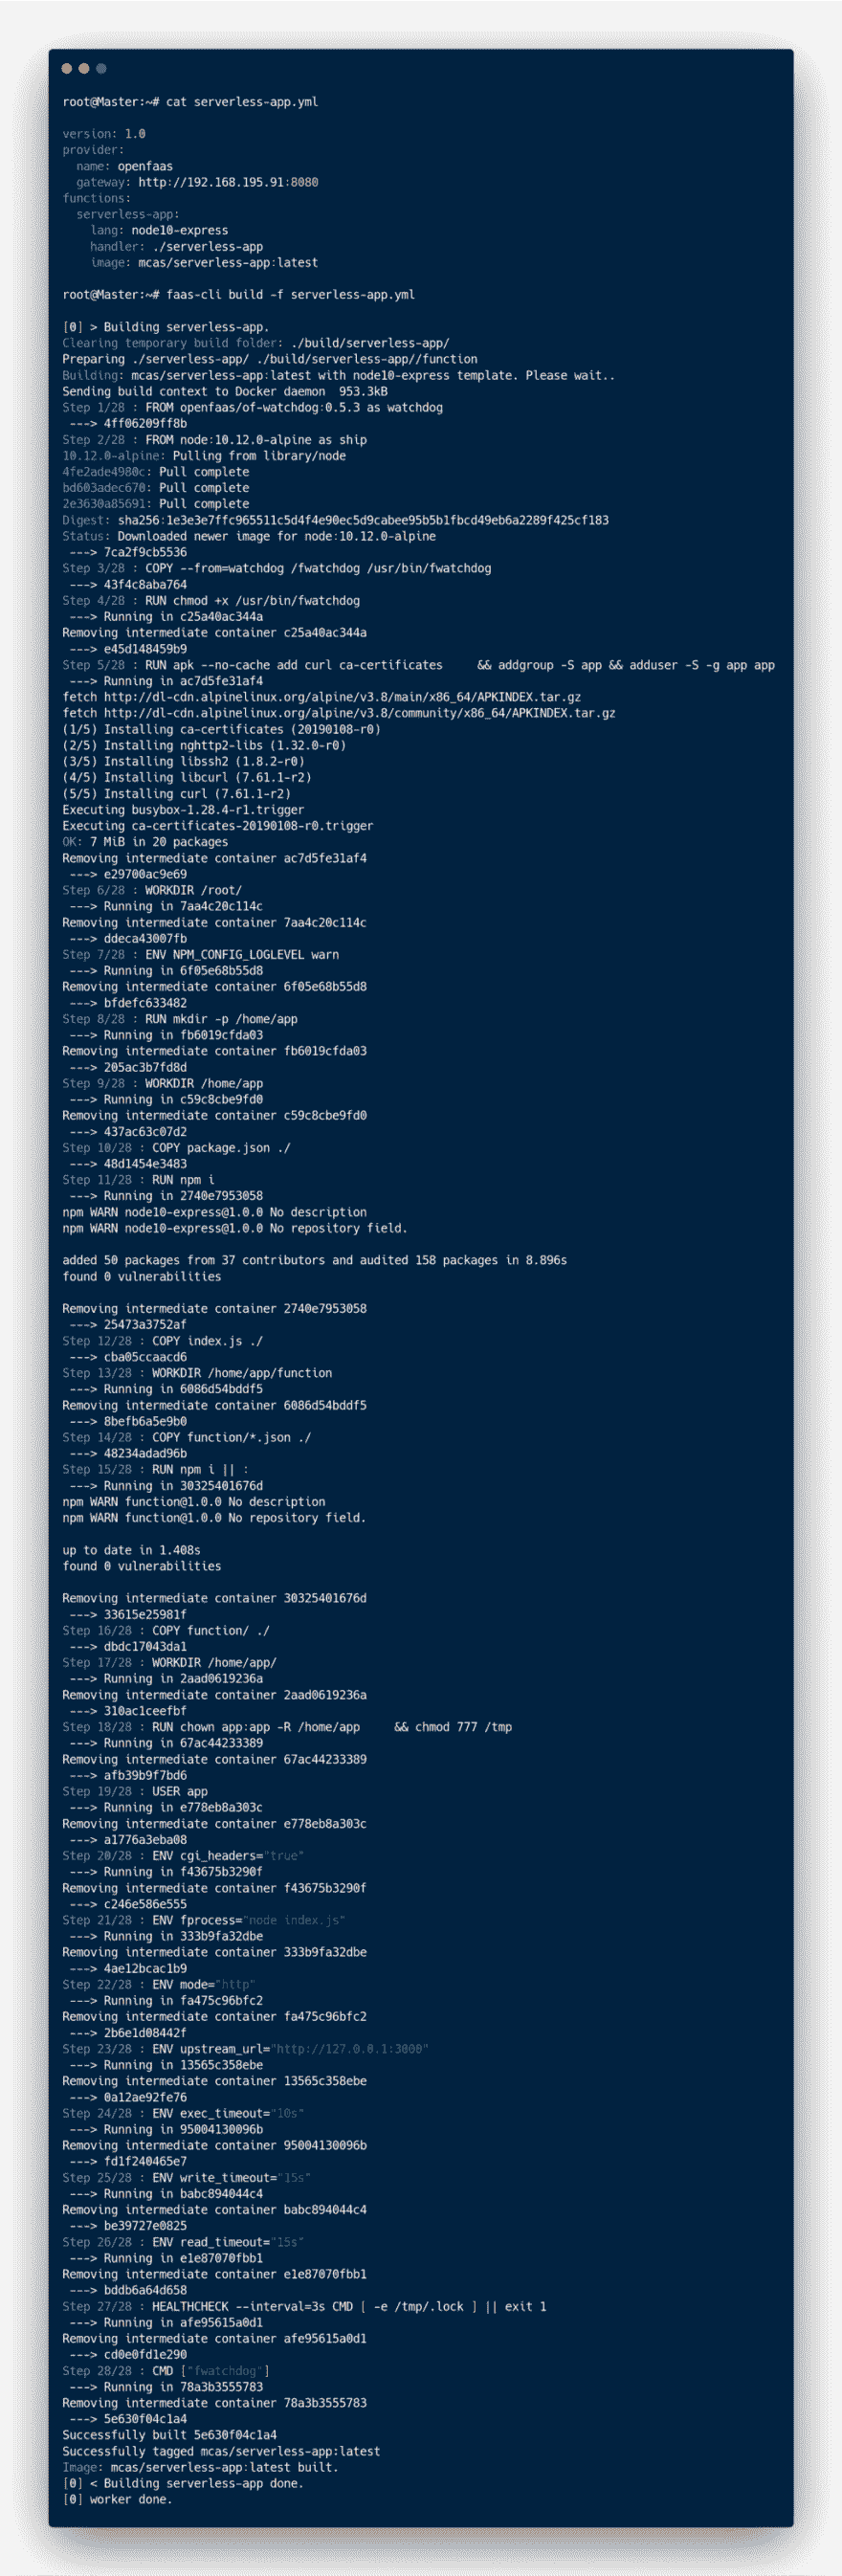 root@Master:~# cat serverless-app.yml
version: 1.0
provider:
name: openfaas
gateway: http://192.168.195.91:8080
functions:
serverless-app:
lang: node10-express
handler: ./serverless-app
image: mcas/serverless-app:latest
root@Master:~# faas-cli build -f serverless-app.yml
[0] > Building serverless-app.
Clearing temporary build folder: ./build/serverless-app/
Preparing ./serverless-app/ ./build/serverless-app//function
Building: mcas/serverless-app:latest with node10-express template. Please wait..
Sending build context to Docker daemon  953.3kB
Step 1/28 : FROM openfaas/of-watchdog:0.5.3 as watchdog
---> 4ff06209ff8b
Step 2/28 : FROM node:10.12.0-alpine as ship
10.12.0-alpine: Pulling from library/node
4fe2ade4980c: Pull complete
bd603adec670: Pull complete
2e3630a85691: Pull complete
Digest: sha256:1e3e3e7ffc965511c5d4f4e90ec5d9cabee95b5b1fbcd49eb6a2289f425cf183
Status: Downloaded newer image for node:10.12.0-alpine
---> 7ca2f9cb5536
Step 3/28 : COPY --from=watchdog /fwatchdog /usr/bin/fwatchdog
---> 43f4c8aba764
Step 4/28 : RUN chmod +x /usr/bin/fwatchdog
---> Running in c25a40ac344a
Removing intermediate container c25a40ac344a
---> e45d148459b9
Step 5/28 : RUN apk --no-cache add curl ca-certificates     && addgroup -S app && adduser -S -g app app
---> Running in ac7d5fe31af4
fetch http://dl-cdn.alpinelinux.org/alpine/v3.8/main/x86_64/APKINDEX.tar.gz
fetch http://dl-cdn.alpinelinux.org/alpine/v3.8/community/x86_64/APKINDEX.tar.gz
(1/5) Installing ca-certificates (20190108-r0)
(2/5) Installing nghttp2-libs (1.32.0-r0)
(3/5) Installing libssh2 (1.8.2-r0)
(4/5) Installing libcurl (7.61.1-r2)
(5/5) Installing curl (7.61.1-r2)
Executing busybox-1.28.4-r1.trigger
Executing ca-certificates-20190108-r0.trigger
OK: 7 MiB in 20 packages
Removing intermediate container ac7d5fe31af4
---> e29700ac9e69
Step 6/28 : WORKDIR /root/
---> Running in 7aa4c20c114c
Removing intermediate container 7aa4c20c114c
---> ddeca43007fb
Step 7/28 : ENV NPM_CONFIG_LOGLEVEL warn
---> Running in 6f05e68b55d8
Removing intermediate container 6f05e68b55d8
---> bfdefc633482
Step 8/28 : RUN mkdir -p /home/app
---> Running in fb6019cfda03
Removing intermediate container fb6019cfda03
---> 205ac3b7fd8d
Step 9/28 : WORKDIR /home/app
---> Running in c59c8cbe9fd0
Removing intermediate container c59c8cbe9fd0
---> 437ac63c07d2
Step 10/28 : COPY package.json ./
---> 48d1454e3483
Step 11/28 : RUN npm i
---> Running in 2740e7953058
npm WARN node10-express@1.0.0 No description
npm WARN node10-express@1.0.0 No repository field.
added 50 packages from 37 contributors and audited 158 packages in 8.896s
found 0 vulnerabilities
Removing intermediate container 2740e7953058
---> 25473a3752af
Step 12/28 : COPY index.js ./
---> cba05ccaacd6
Step 13/28 : WORKDIR /home/app/function
---> Running in 6086d54bddf5
Removing intermediate container 6086d54bddf5
---> 8befb6a5e9b0
Step 14/28 : COPY function/*.json ./
---> 48234adad96b
Step 15/28 : RUN npm i || :
---> Running in 30325401676d
npm WARN function@1.0.0 No description
npm WARN function@1.0.0 No repository field.
up to date in 1.408s
found 0 vulnerabilities
Removing intermediate container 30325401676d
---> 33615e25981f
Step 16/28 : COPY function/ ./
---> dbdc17043da1
Step 17/28 : WORKDIR /home/app/
---> Running in 2aad0619236a
Removing intermediate container 2aad0619236a
---> 310ac1ceefbf
Step 18/28 : RUN chown app:app -R /home/app     && chmod 777 /tmp
---> Running in 67ac44233389
Removing intermediate container 67ac44233389
---> afb39b9f7bd6
Step 19/28 : USER app
---> Running in e778eb8a303c
Removing intermediate container e778eb8a303c
---> a1776a3eba08
Step 20/28 : ENV cgi_headers="true"
---> Running in f43675b3290f
Removing intermediate container f43675b3290f
---> c246e586e555
Step 21/28 : ENV fprocess="node index.js"
---> Running in 333b9fa32dbe
Removing intermediate container 333b9fa32dbe
---> 4ae12bcac1b9
Step 22/28 : ENV mode="http"
---> Running in fa475c96bfc2
Removing intermediate container fa475c96bfc2
---> 2b6e1d08442f
Step 23/28 : ENV upstream_url="http://127.0.0.1:3000"
---> Running in 13565c358ebe
Removing intermediate container 13565c358ebe
---> 0a12ae92fe76
Step 24/28 : ENV exec_timeout="10s"
---> Running in 95004130096b
Removing intermediate container 95004130096b
---> fd1f240465e7
Step 25/28 : ENV write_timeout="15s"
---> Running in babc894044c4
Removing intermediate container babc894044c4
---> be39727e0825
Step 26/28 : ENV read_timeout="15s"
---> Running in e1e87070fbb1
Removing intermediate container e1e87070fbb1
---> bddb6a64d658
Step 27/28 : HEALTHCHECK --interval=3s CMD [ -e /tmp/.lock ] || exit 1
---> Running in afe95615a0d1
Removing intermediate container afe95615a0d1
---> cd0e0fd1e290
Step 28/28 : CMD ["fwatchdog"]
---> Running in 78a3b3555783
Removing intermediate container 78a3b3555783
---> 5e630f04c1a4
Successfully built 5e630f04c1a4
Successfully tagged mcas/serverless-app:latest
Image: mcas/serverless-app:latest built.
[0] < Building serverless-app done.
[0] worker done.